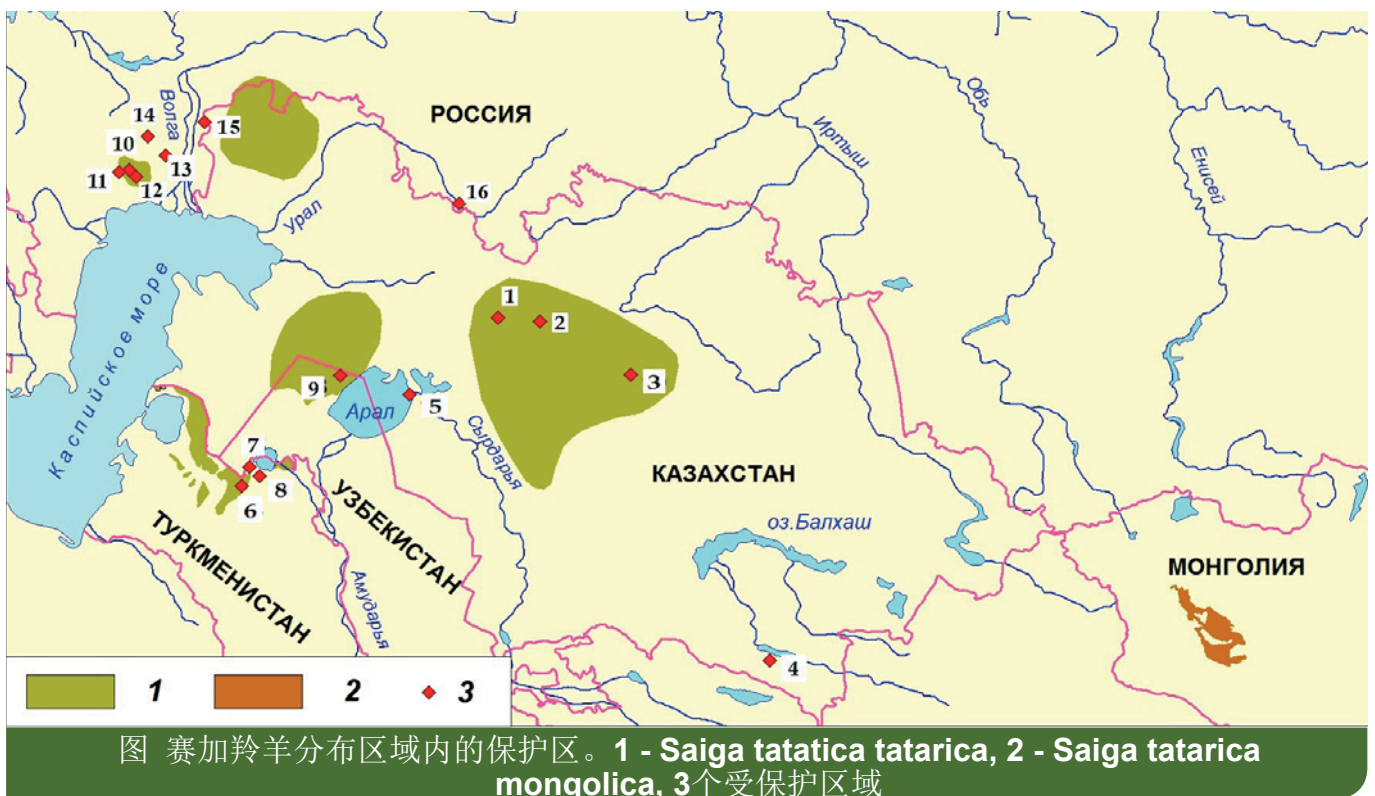 РОССИЯ
Обь
Иртыш
Енисей
Волга
14
15
10
13
11
12
16
Урал
Каспийское море
1
2
3
9
Арал
5
Сырдарья
КАЗАХСТАН
7
8
6
УЗБЕКИСТАН
ТУРКМЕНИСТАН
Амударья
оз.Балхаш
МОНГОЛИЯ
4
1 2 3
图 赛加羚羊分布区域内的保护区。1 - Saiga tatatica tatarica, 2 - Saiga tatarica
mongolica, 3个受保护区域